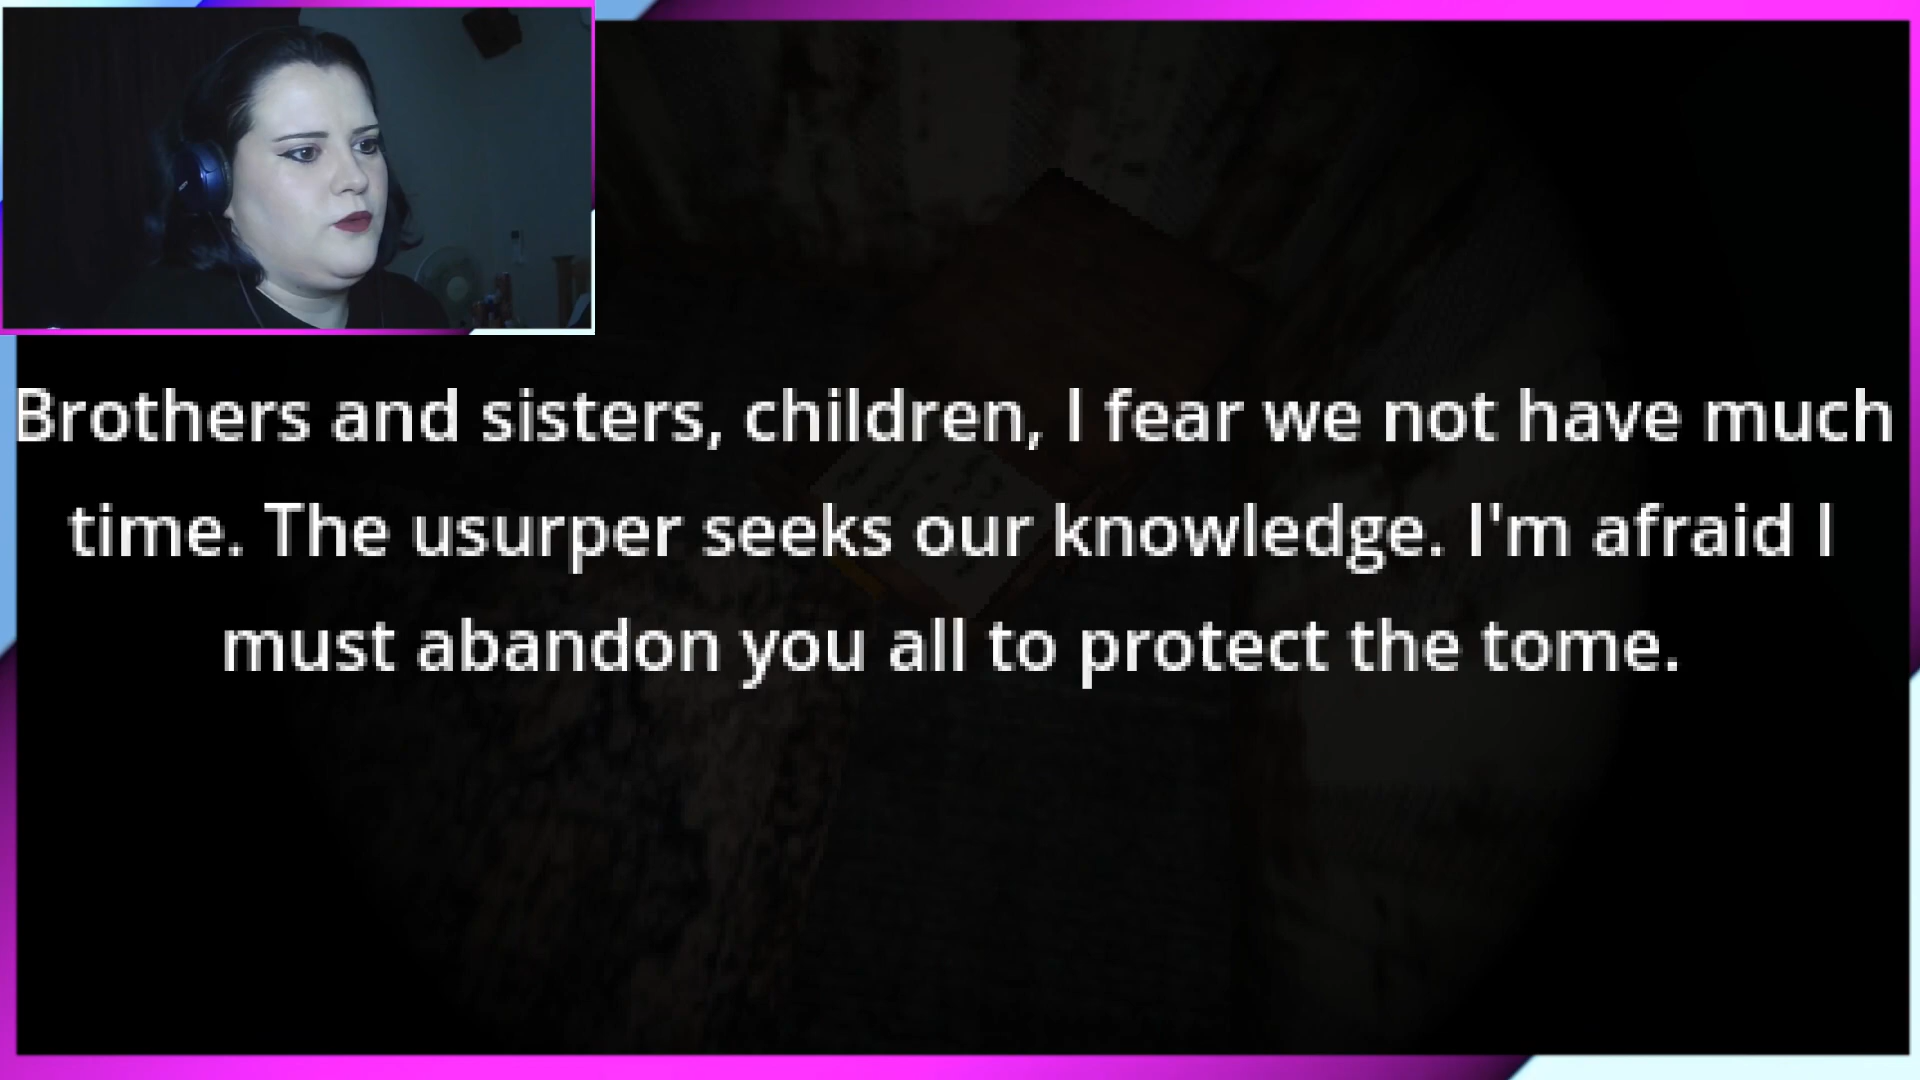 Brothers and sisters, children, I fear we not have much
time. The usurper seeks our knowledge. I'm afraid I
must abandon you all to protect the tome.